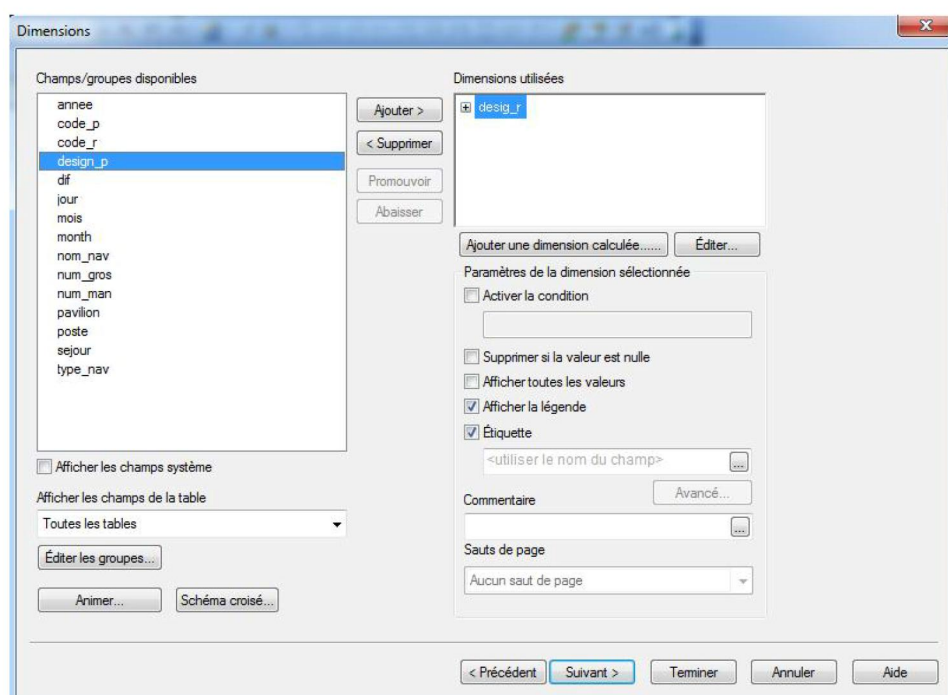 Dimensions
Champs/groupes disponibles
annee
code_p
code_r
design_p
dif
jour
mois
month
nom_nav
num_gros
num_man
pavilion
poste
sejour
type_nav
Afficher les champs système
Afficher les champs de la table
Toutes les tables
Éditer les groupes...
Animer...
Schéma croisé...
Ajouter >
< Supprimer
Promouvoir
Abaisser
Dimensions utilisées
desig_r
Ajouter une dimension calculée......
Éditer...
Paramètres de la dimension sélectionnée
Activer la condition
Supprimer si la valeur est nulle
Afficher toutes les valeurs
Afficher la légende
Étiquette
<utiliser le nom du champ>
...
Avancé...
Commentaire
...
Sauts de page
Aucun saut de page
< Précédent
Suivant >
Terminer
Annuler
Aide